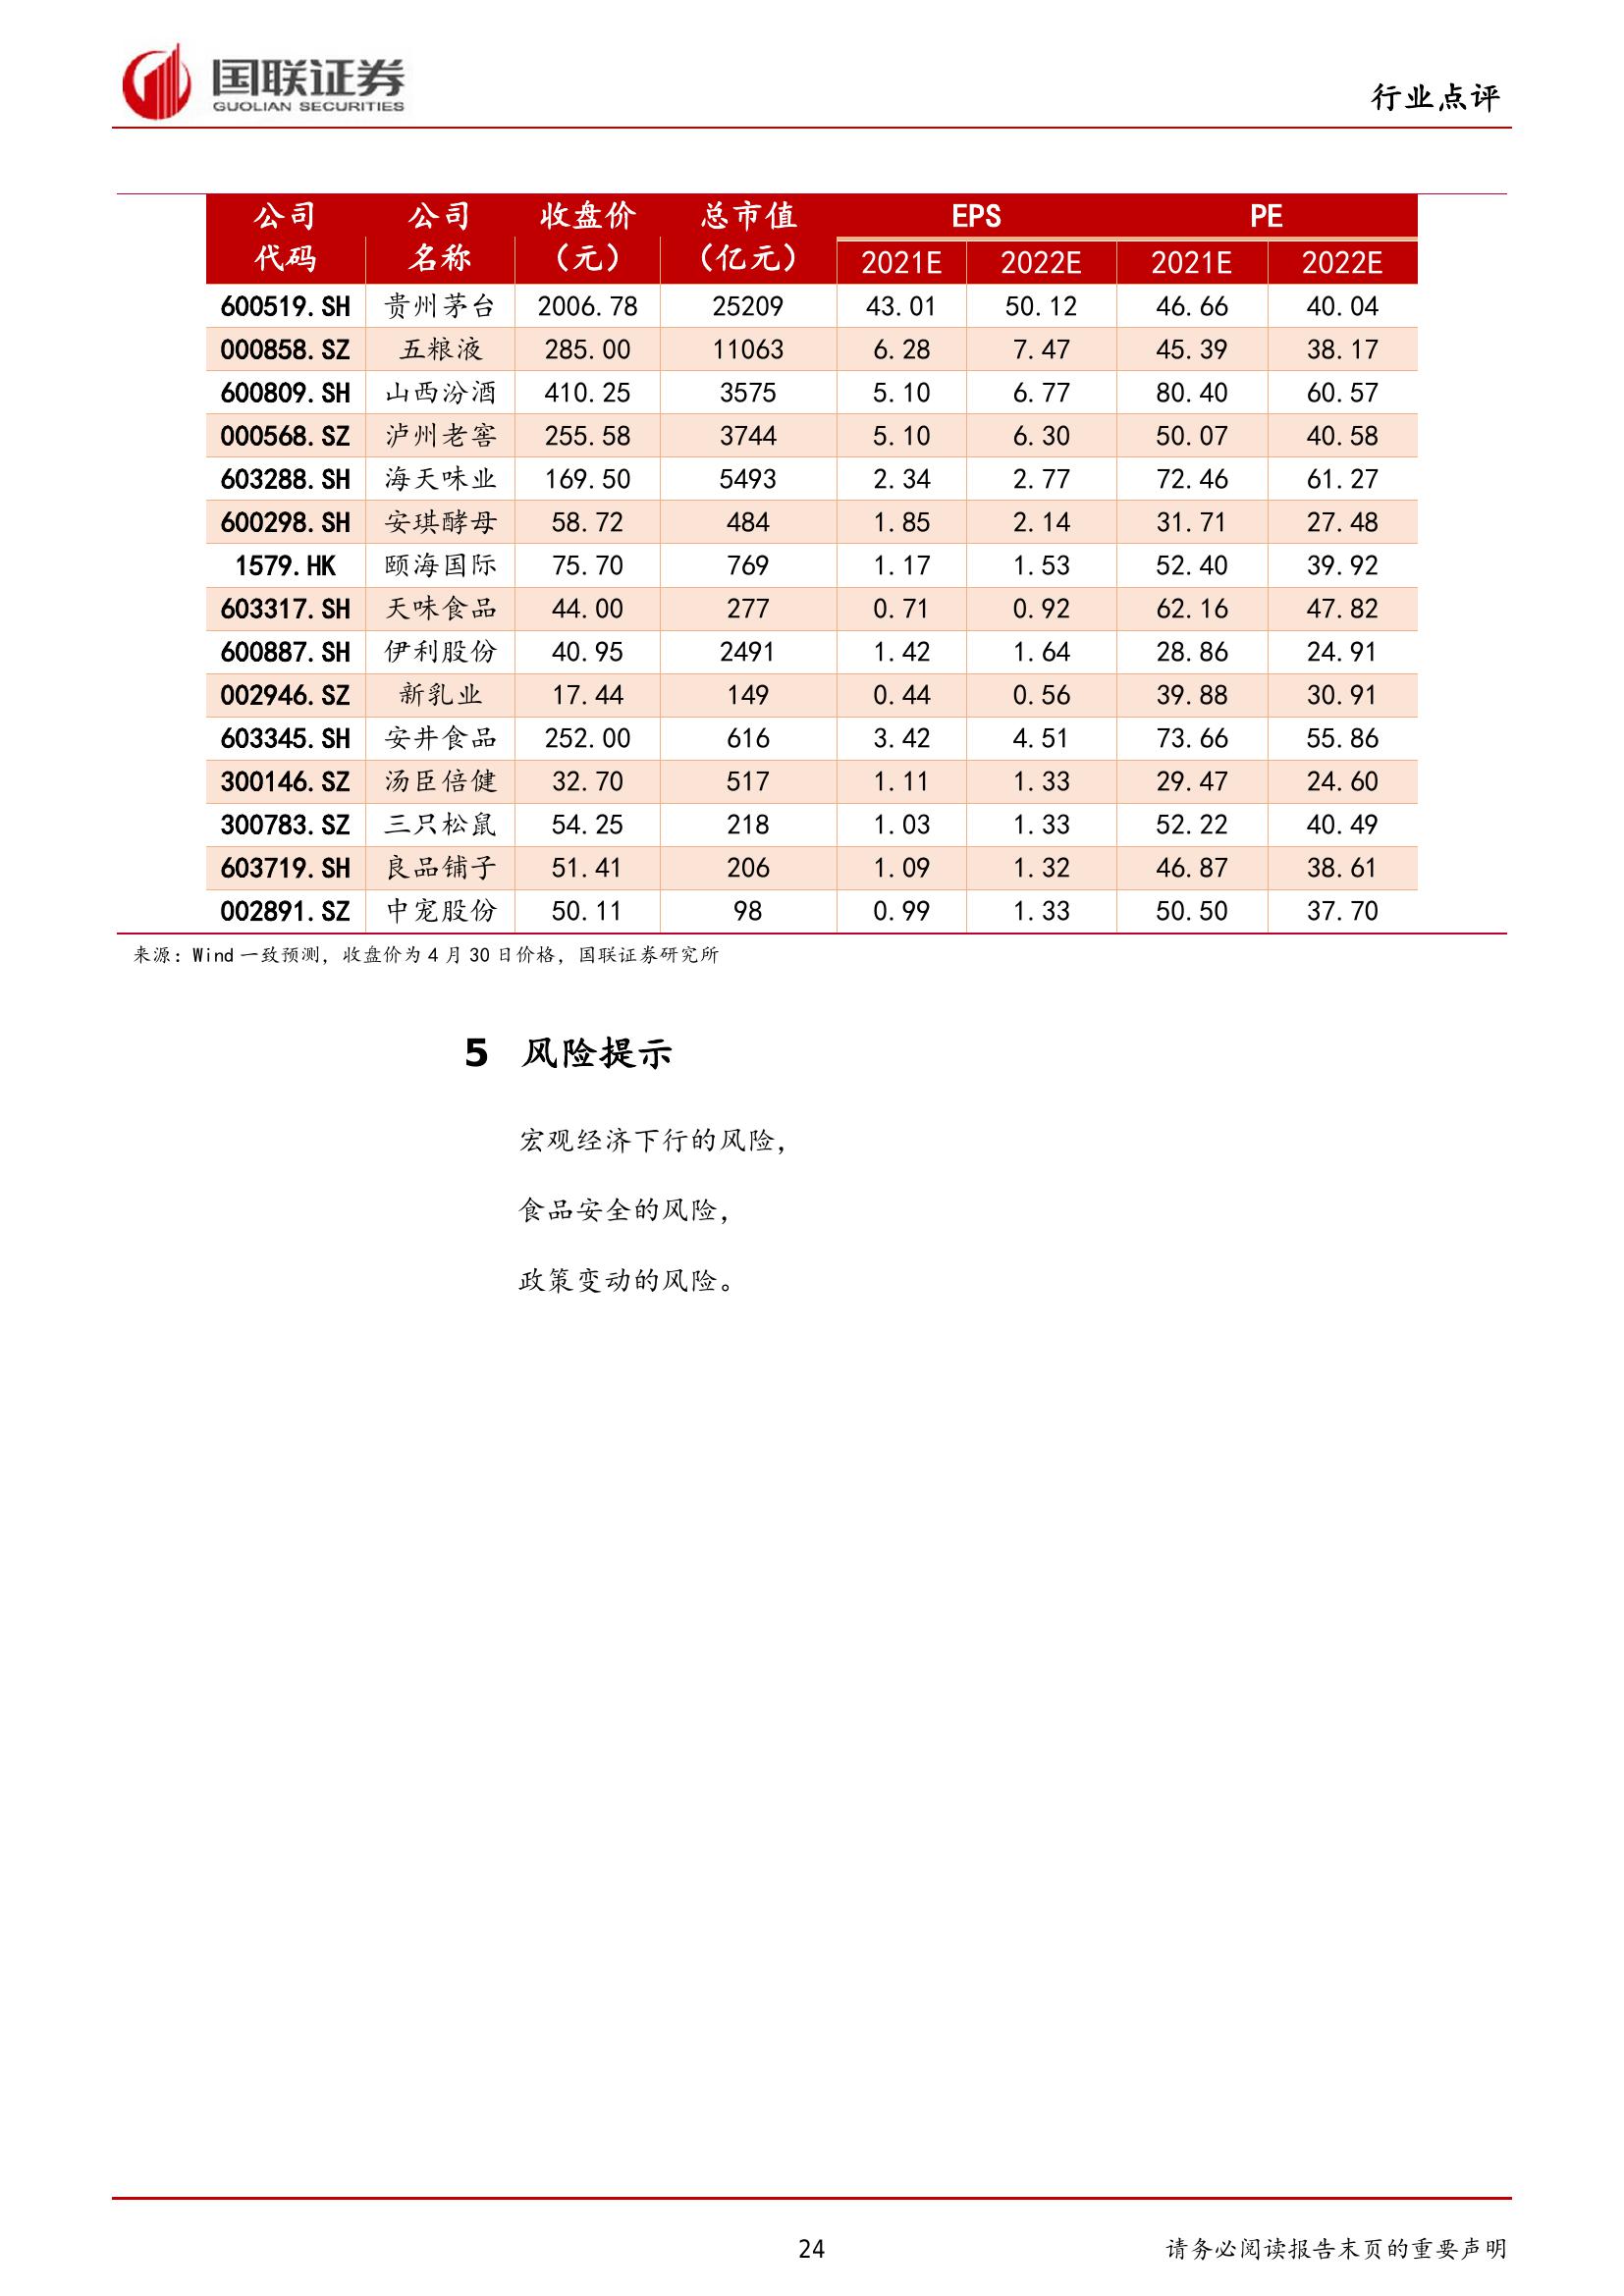 国联证券
GUOLIAN SECURITIES
行业点评
公司 公司 收盘价 总市值 EPS PE
代码 名称 （元） （亿元） 2021E 2022E 2021E 2022E
600519.SH 贵州茅台 2006.78 25209 43.01 50.12 46.66 40.04
000858.SZ 五粮液 285.00 11063 6.28 7.47 45.39 38.17
600809.SH 山西汾酒 410.25 3575 5.10 6.77 80.40 60.57
000568.SZ 泸州老窖 255.58 3744 5.10 6.30 50.07 40.58
603288.SH 海天味业 169.50 5493 2.34 2.77 72.46 61.27
600298.SH 安琪酵母 58.72 484 1.85 2.14 31.71 27.48
1579.HK 颐海国际 75.70 769 1.17 1.53 52.40 39.92
603317.SH 天味食品 44.00 277 0.71 0.92 62.16 47.82
600887.SH 伊利股份 40.95 2491 1.42 1.64 28.86 24.91
002946.SZ 新乳业 17.44 149 0.44 0.56 39.88 30.91
603345.SH 安井食品 252.00 616 3.42 4.51 73.66 55.86
300146.SZ 汤臣倍健 32.70 517 1.11 1.33 29.47 24.60
300783.SZ 三只松鼠 54.25 218 1.03 1.33 52.22 40.49
603719.SH 良品铺子 51.41 206 1.09 1.32 46.87 38.61
002891.SZ 中宠股份 50.11 98 0.99 1.33 50.50 37.70
来源：Wind 一致预测，收盘价为 4 月 30 日价格，国联证券研究所
5 风险提示
宏观经济下行的风险，
食品安全的风险，
政策变动的风险。
24 请务必阅读报告末页的重要声明